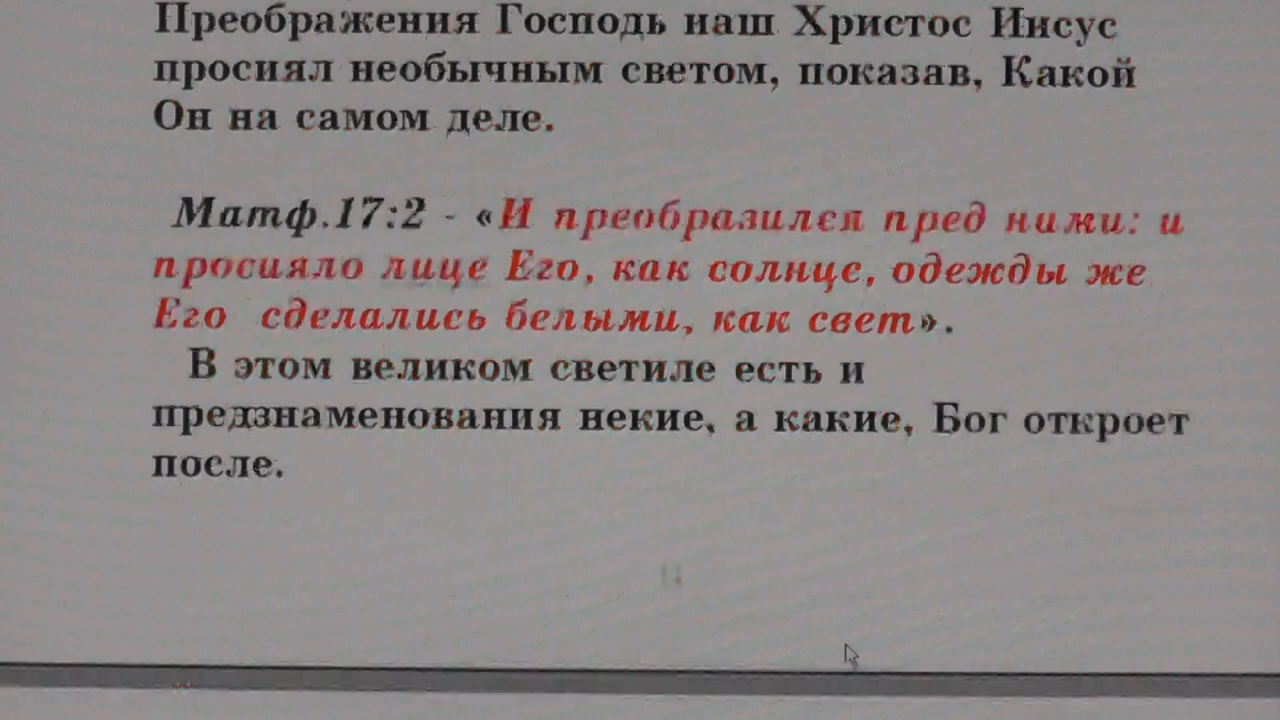 Преображения Господь наш Христос Иисус
просиял необычным светом, показав, Какой
Он на самом деле.
Матф.17:2 - «И преобразился пред ними: и
просияло лице Его, как солнце, одежды же
Его сделались белыми, как свет».
В этом великом светиле есть и
предзнаменования некие, а какие, Бог откроет
после.